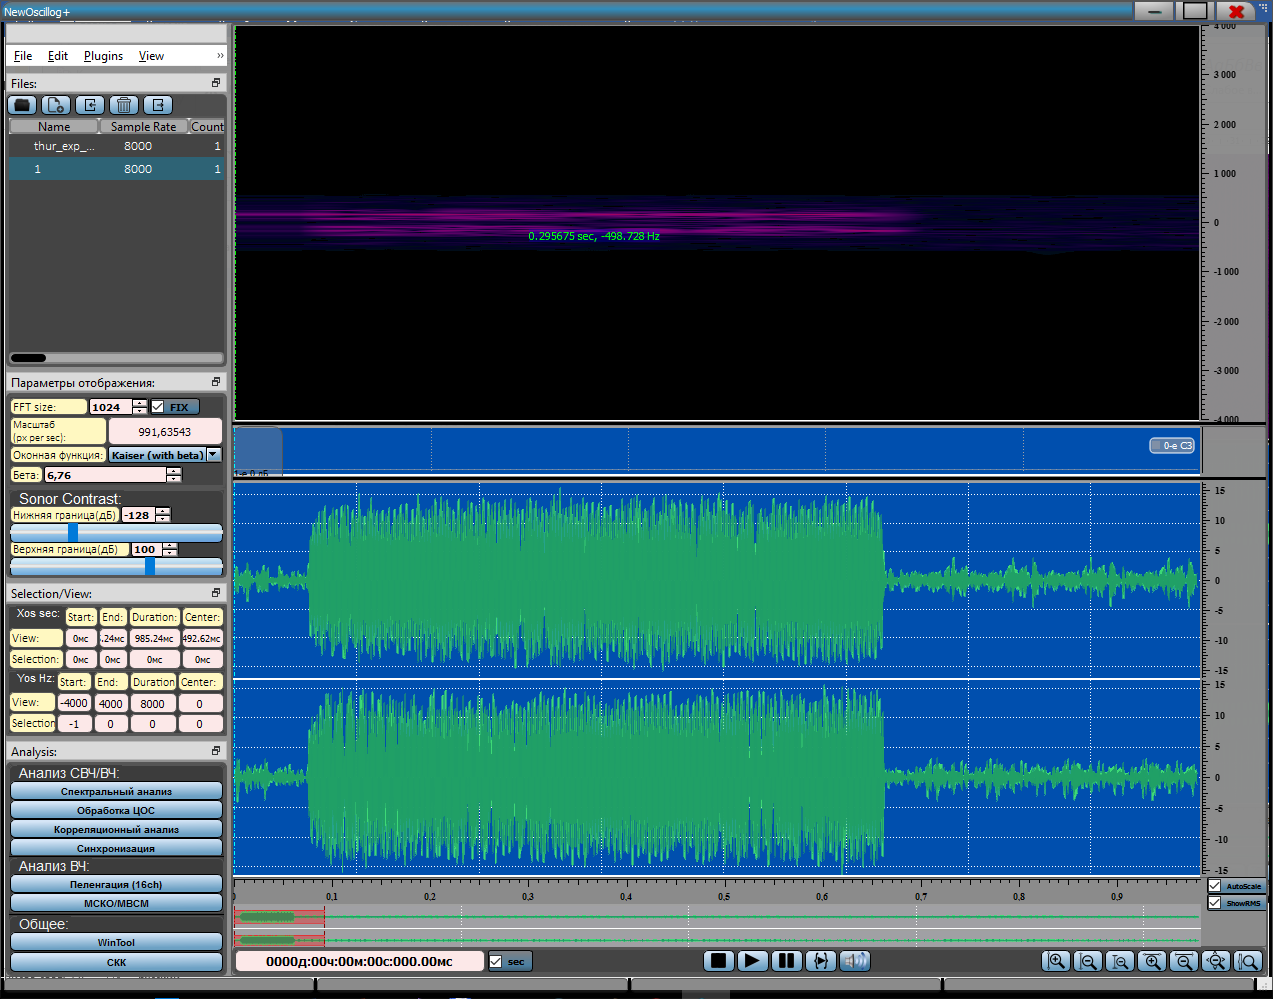 NewOscillog+
File Edit Plugins View »
Files:
Name Sample Rate Count
thur_exp_... 8000 1
1 8000 1
Параметры отображения:
FFT size: 1024 FIX
Масштаб
(px per sec): 991,63543
Оконная функция: Kaiser (with beta)
Бета: 6,76
Sonor Contrast:
Нижняя граница(дБ) -128
Верхняя граница(дБ) 100
Selection/View:
Xos sec: Start: End: Duration: Center:
View: 0мс .24мс 985.24мс 492.62мс
Selection: 0мс 0мс 0мс 0мс
Yos Hz: Start: End: Duration Center:
View: -4000 4000 8000 0
Selection -1 0 0 0
Analysis:
Анализ СВЧ/ВЧ:
Спектральный анализ
Обработка ЦОС
Корреляционный анализ
Синхронизация
Анализ ВЧ:
Пеленгация (16ch)
МСКО/МВСМ
Общее:
WinTool
СКК
4 000
3 000
2 000
1 000
0
-1 000
-2 000
-3 000
-4 000
0.295675 sec, -498.728 Hz
0-е СЗ
0-е 0 дБ
15
10
5
0
-5
-10
-15
15
10
5
0
-5
-10
-15
0,1 0,2 0,3 0,4 0,5 0,6 0,7 0,8 0,9
AutoScale
ShowRMS
0000д:00ч:00м:00с:000.00мс sec